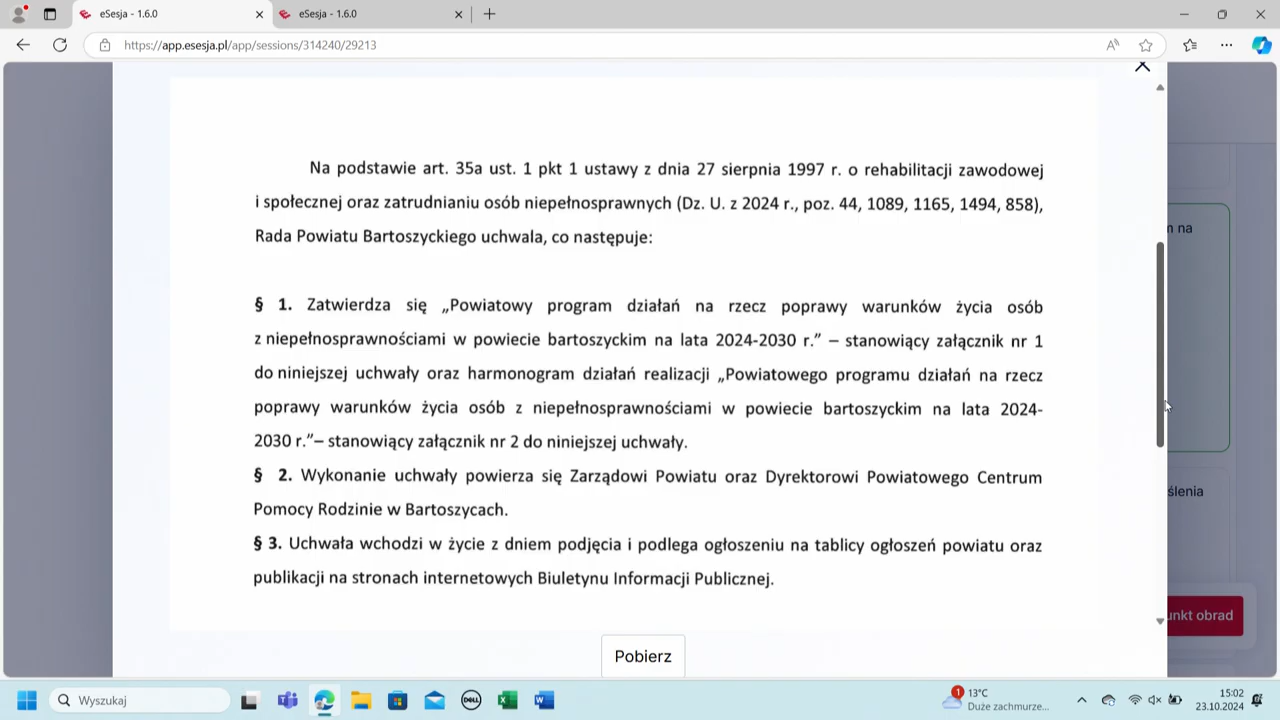 eSesja - 1.6.0
eSesja - 1.6.0
https://app.esesja.pl/app/sessions/314240/29213
Na podstawie art. 35a ust. 1 pkt 1 ustawy z dnia 27 sierpnia 1997 r. o rehabilitacji zawodowej
i społecznej oraz zatrudnianiu osób niepełnosprawnych (Dz. U. z 2024 r., poz. 44, 1089, 1165, 1494, 858),
Rada Powiatu Bartoszyckiego uchwala, co następuje:
§ 1. Zatwierdza się „Powiatowy program działań na rzecz poprawy warunków życia osób
z niepełnosprawnościami w powiecie bartoszyckim na lata 2024-2030 r.” – stanowiący załącznik nr 1
do niniejszej uchwały oraz harmonogram działań realizacji „Powiatowego programu działań na rzecz
poprawy warunków życia osób z niepełnosprawnościami w powiecie bartoszyckim na lata 2024-
2030 r.”– stanowiący załącznik nr 2 do niniejszej uchwały.
§ 2. Wykonanie uchwały powierza się Zarządowi Powiatu oraz Dyrektorowi Powiatowego Centrum
Pomocy Rodzinie w Bartoszycach.
§ 3. Uchwała wchodzi w życie z dniem podjęcia i podlega ogłoszeniu na tablicy ogłoszeń powiatu oraz
publikacji na stronach internetowych Biuletynu Informacji Publicznej.
m na
ślenia
unkt obrad
Pobierz
Wyszukaj
DELL
1
13°C
Duże zachmurze...
15:02
23.10.2024